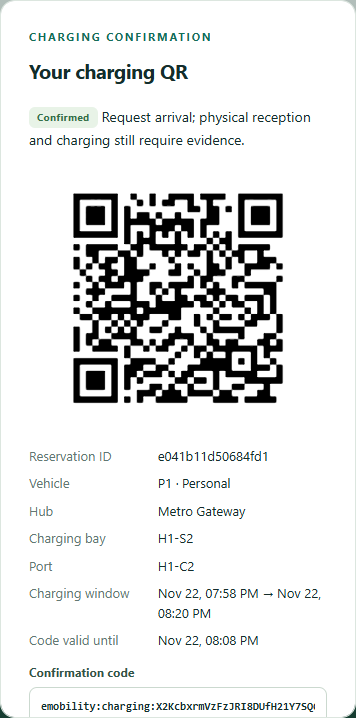 CHARGING CONFIRMATION
Your charging QR
Confirmed Request arrival; physical reception
and charging still require evidence.
Reservation ID e041b11d50684fd1
Vehicle P1 · Personal
Hub Metro Gateway
Charging bay H1-S2
Port H1-C2
Charging window Nov 22, 07:58 PM → Nov 22,
08:20 PM
Code valid until Nov 22, 08:08 PM
Confirmation code
emobility:charging:X2KcbxrmVzFzJRI8DUfH21Y7SQ